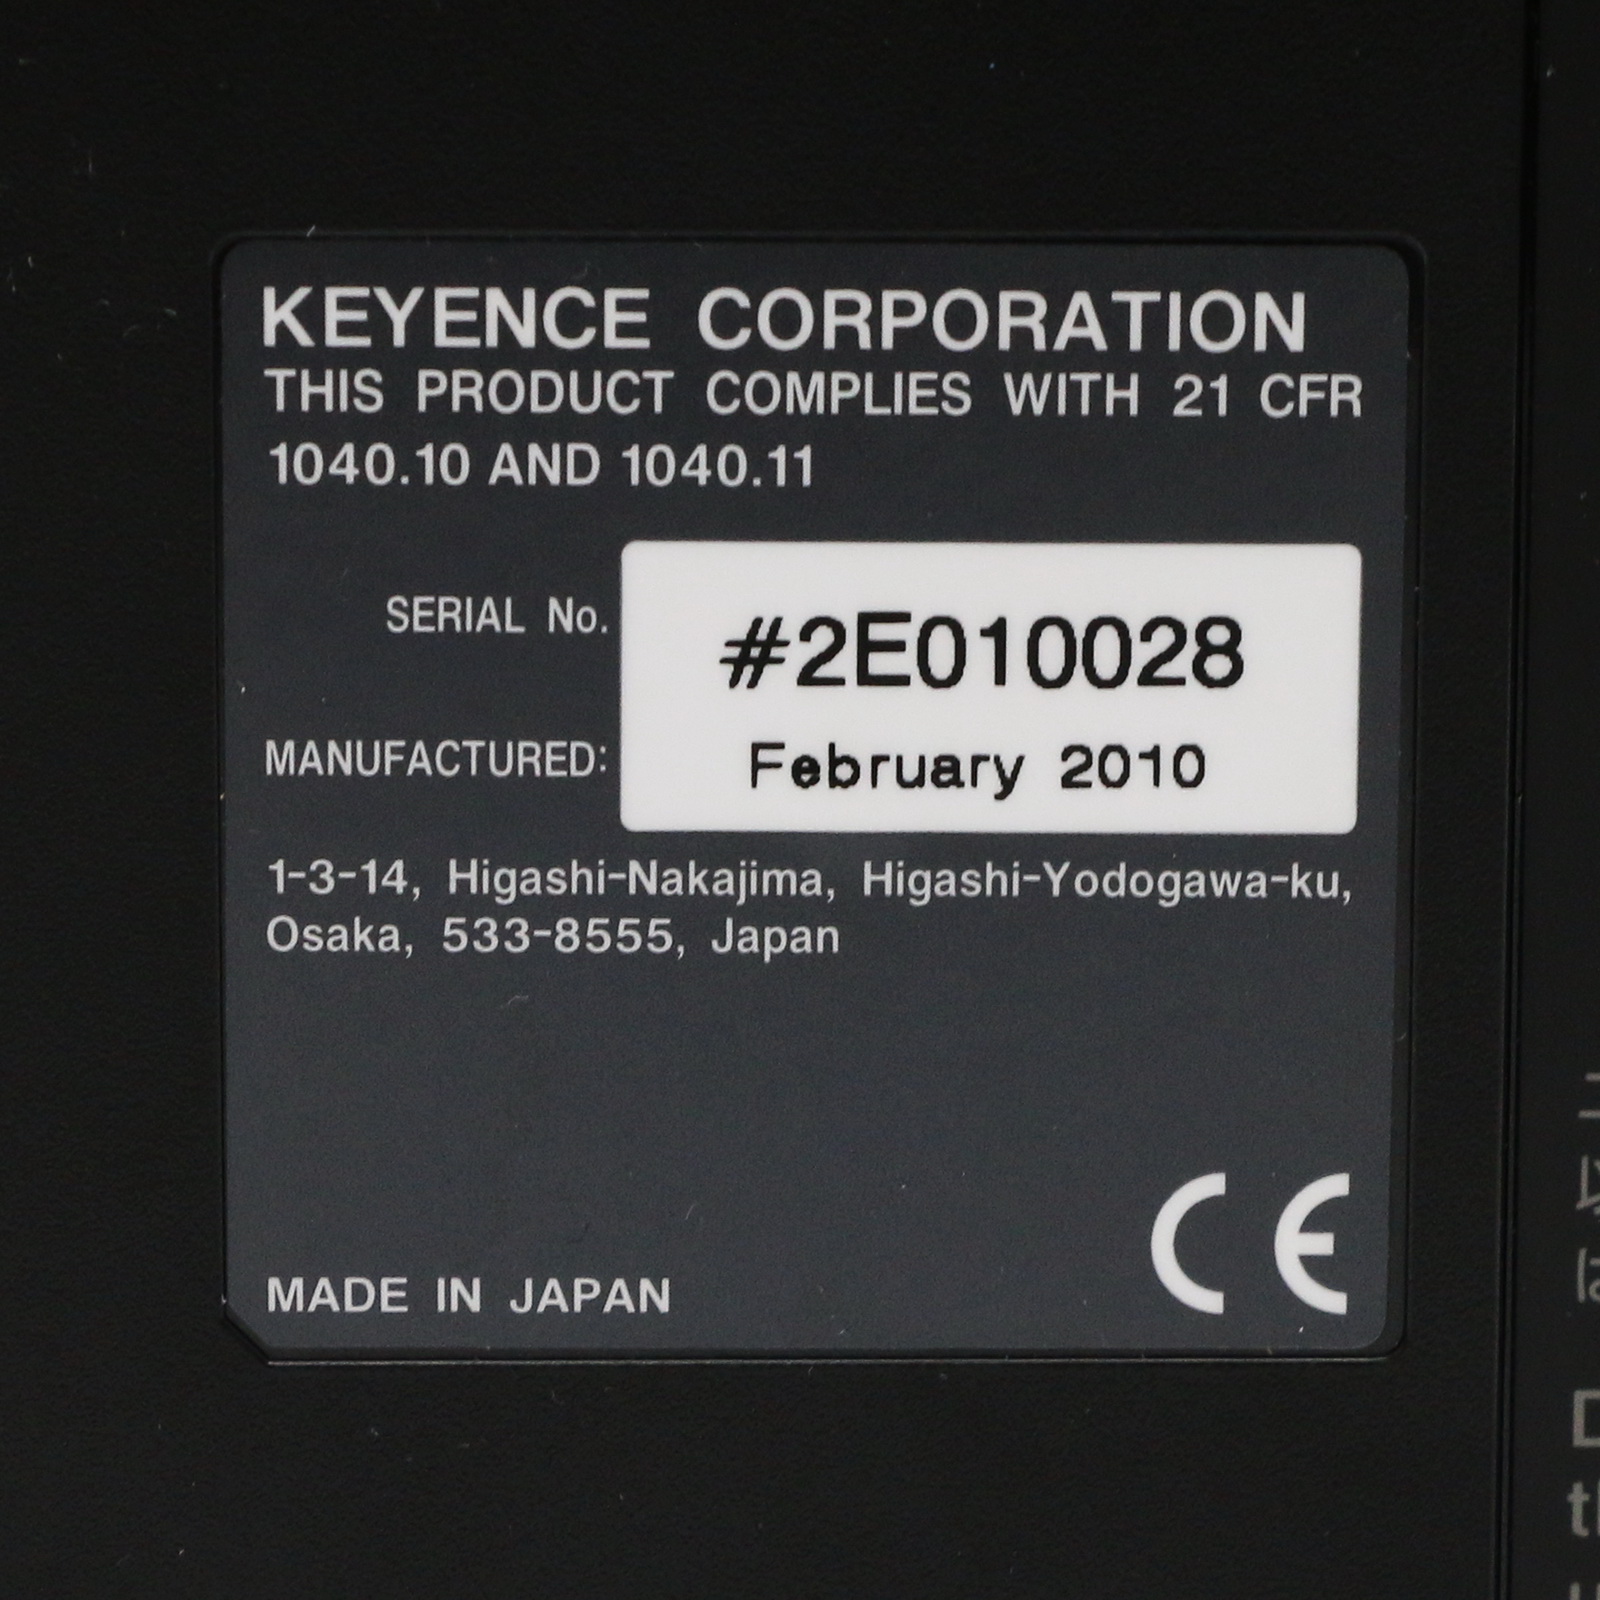 KEYENCE CORPORATION
THIS PRODUCT COMPLIES WITH 21 CFR
1040.10 AND 1040.11
SERIAL No.
#2E010028
MANUFACTURED:
February 2010
1-3-14, Higashi-Nakajima, Higashi-Yodogawa-ku,
Osaka, 533-8555, Japan
CE
MADE IN JAPAN